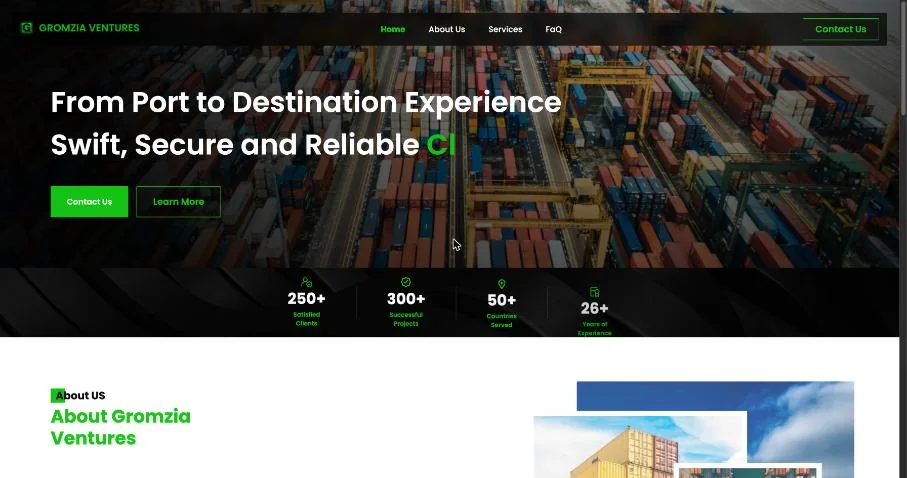 GROMZIA VENTURES
Home
About Us
Services
FaQ
Contact Us
From Port to Destination Experience
Swift, Secure and Reliable Cl
Contact Us
Learn More
250+
Satisfied
Clients
300+
Successful
Projects
50+
Countries
Served
26+
Years of
Experience
About US
About Gromzia
Ventures